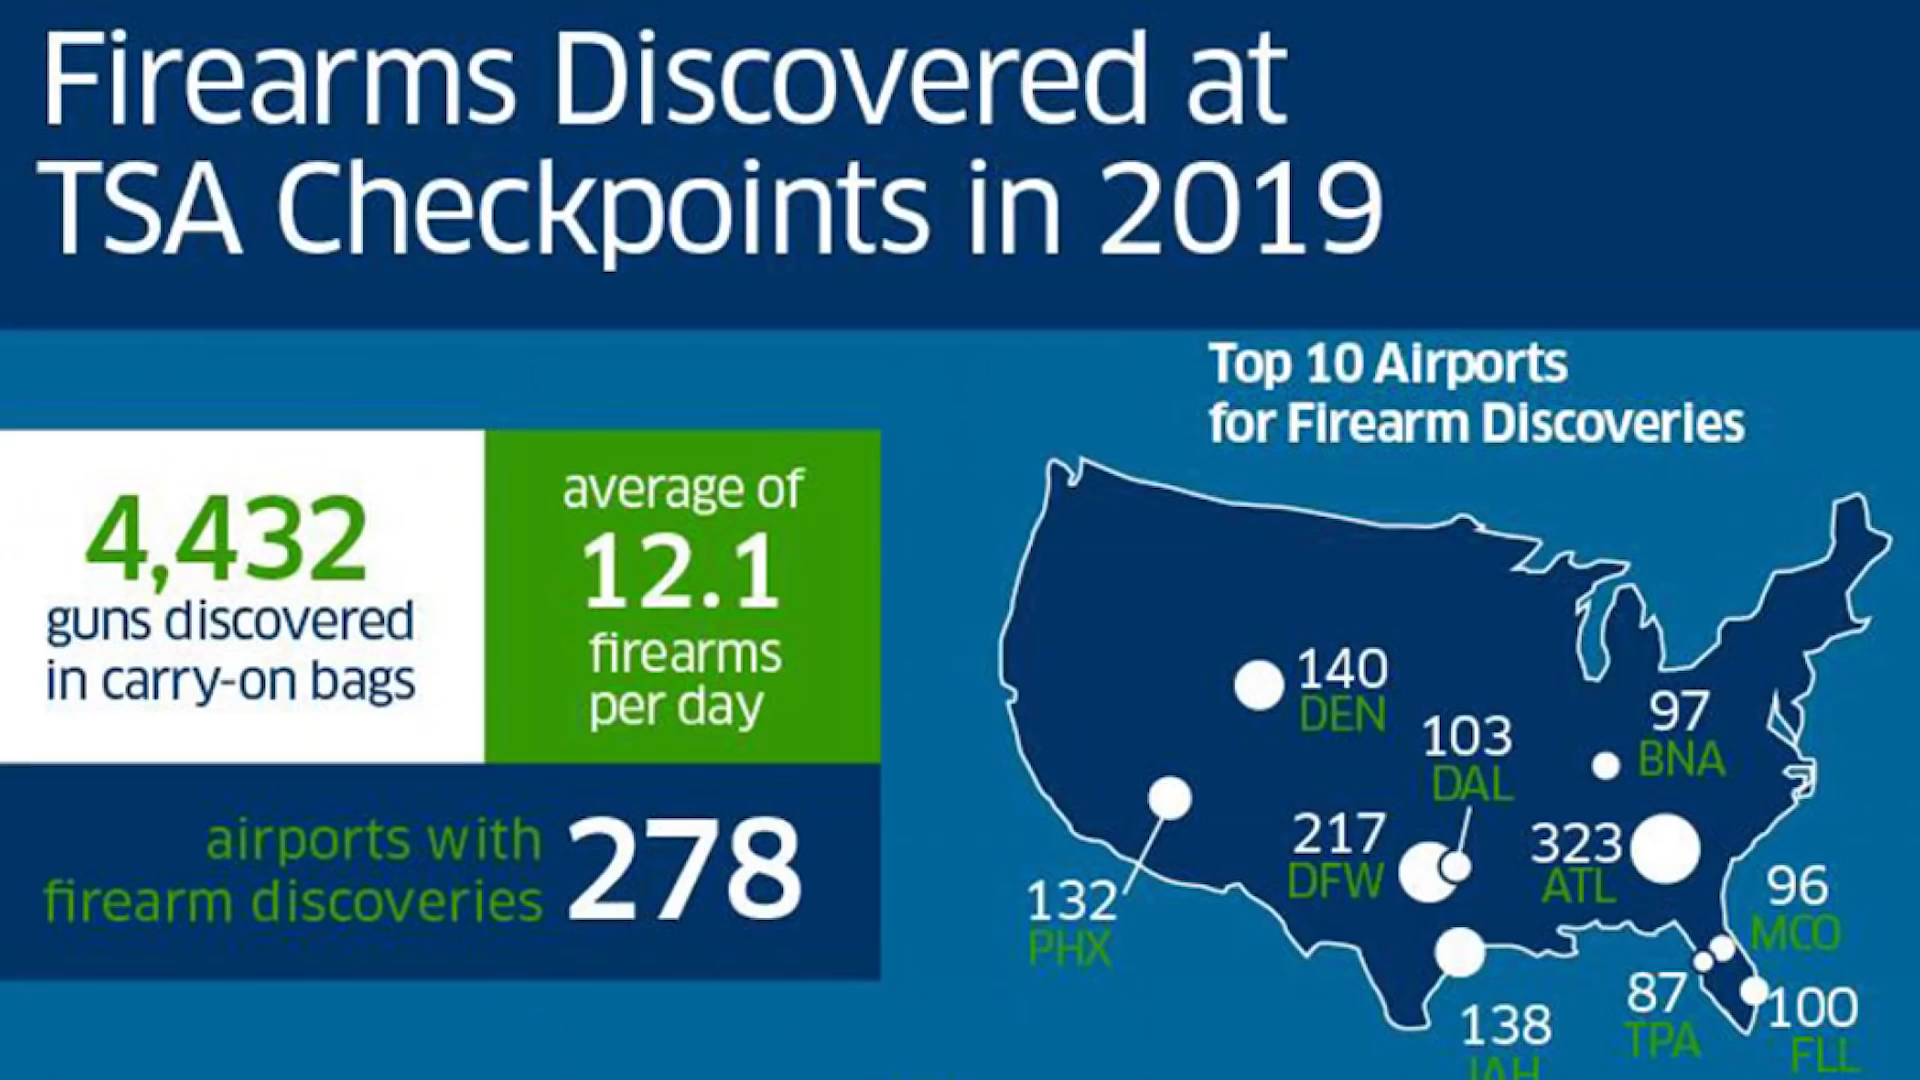 Firearms Discovered at
TSA Checkpoints in 2019
4,432
guns discovered
in carry-on bags
average of
12.1
firearms
per day
airports with
firearm discoveries
278
Top 10 Airports
for Firearm Discoveries
140
DEN
103
DAL
97
BNA
217
DFW
323
ATL
132
PHX
96
MCO
87
TPA
100
FLL
138
IAH